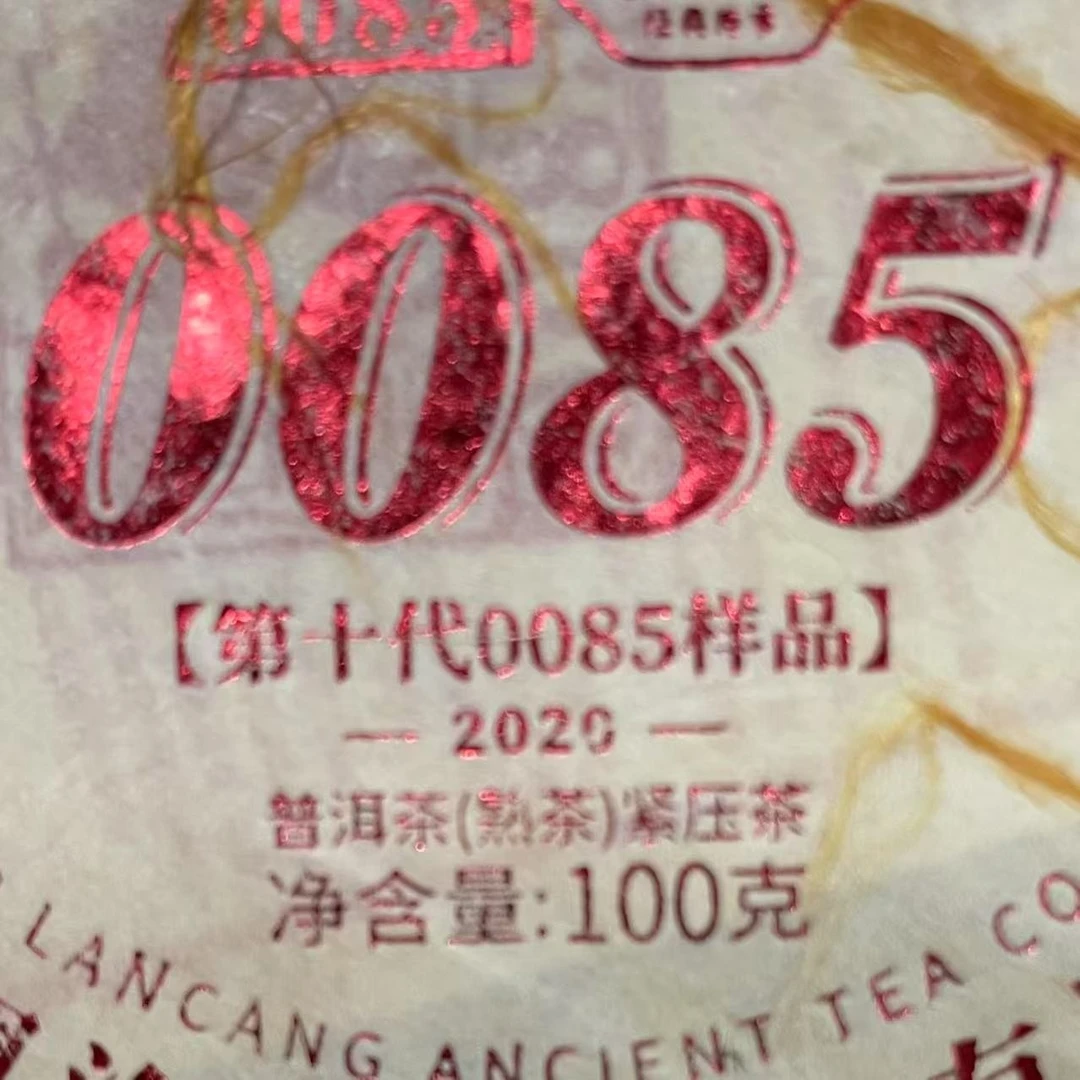 0085
0085
【第十代0085样品】
— 2020 —
普洱茶(熟茶)紧压茶
净含量:100克
LANCANG ANCIENT TEA CO